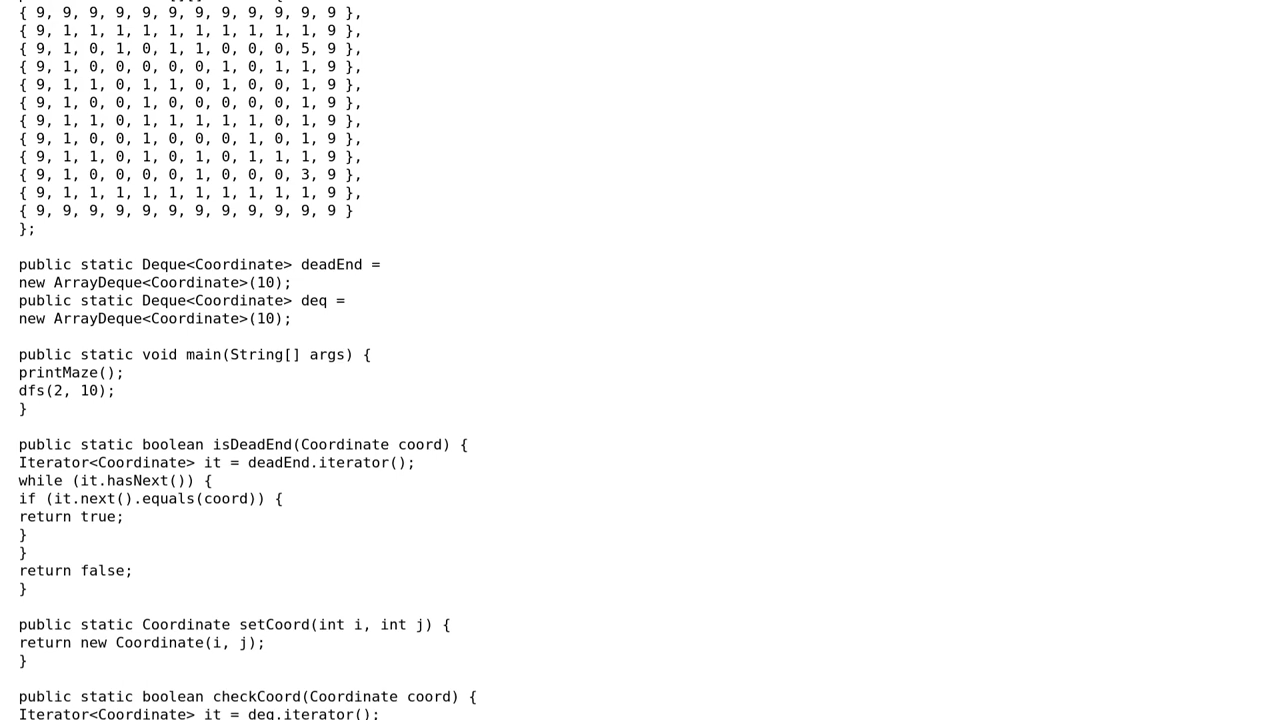 { 9, 9, 9, 9, 9, 9, 9, 9, 9, 9, 9, 9 },
{ 9, 1, 1, 1, 1, 1, 1, 1, 1, 1, 1, 9 },
{ 9, 1, 0, 1, 0, 1, 1, 0, 0, 0, 5, 9 },
{ 9, 1, 0, 0, 0, 0, 0, 1, 0, 1, 1, 9 },
{ 9, 1, 1, 0, 1, 1, 0, 1, 0, 0, 1, 9 },
{ 9, 1, 0, 0, 1, 0, 0, 0, 0, 0, 1, 9 },
{ 9, 1, 1, 0, 1, 1, 1, 1, 1, 0, 1, 9 },
{ 9, 1, 0, 0, 1, 0, 0, 0, 1, 0, 1, 9 },
{ 9, 1, 1, 0, 1, 0, 1, 0, 1, 1, 1, 9 },
{ 9, 1, 0, 0, 0, 0, 1, 0, 0, 0, 3, 9 },
{ 9, 1, 1, 1, 1, 1, 1, 1, 1, 1, 1, 9 },
{ 9, 9, 9, 9, 9, 9, 9, 9, 9, 9, 9, 9 }
};
public static Deque<Coordinate> deadEnd =
new ArrayDeque<Coordinate>(10);
public static Deque<Coordinate> deq =
new ArrayDeque<Coordinate>(10);
public static void main(String[] args) {
printMaze();
dfs(2, 10);
}
public static boolean isDeadEnd(Coordinate coord) {
Iterator<Coordinate> it = deadEnd.iterator();
while (it.hasNext()) {
if (it.next().equals(coord)) {
return true;
}
}
return false;
}
public static Coordinate setCoord(int i, int j) {
return new Coordinate(i, j);
}
public static boolean checkCoord(Coordinate coord) {
Iterator<Coordinate> it = deq.iterator();